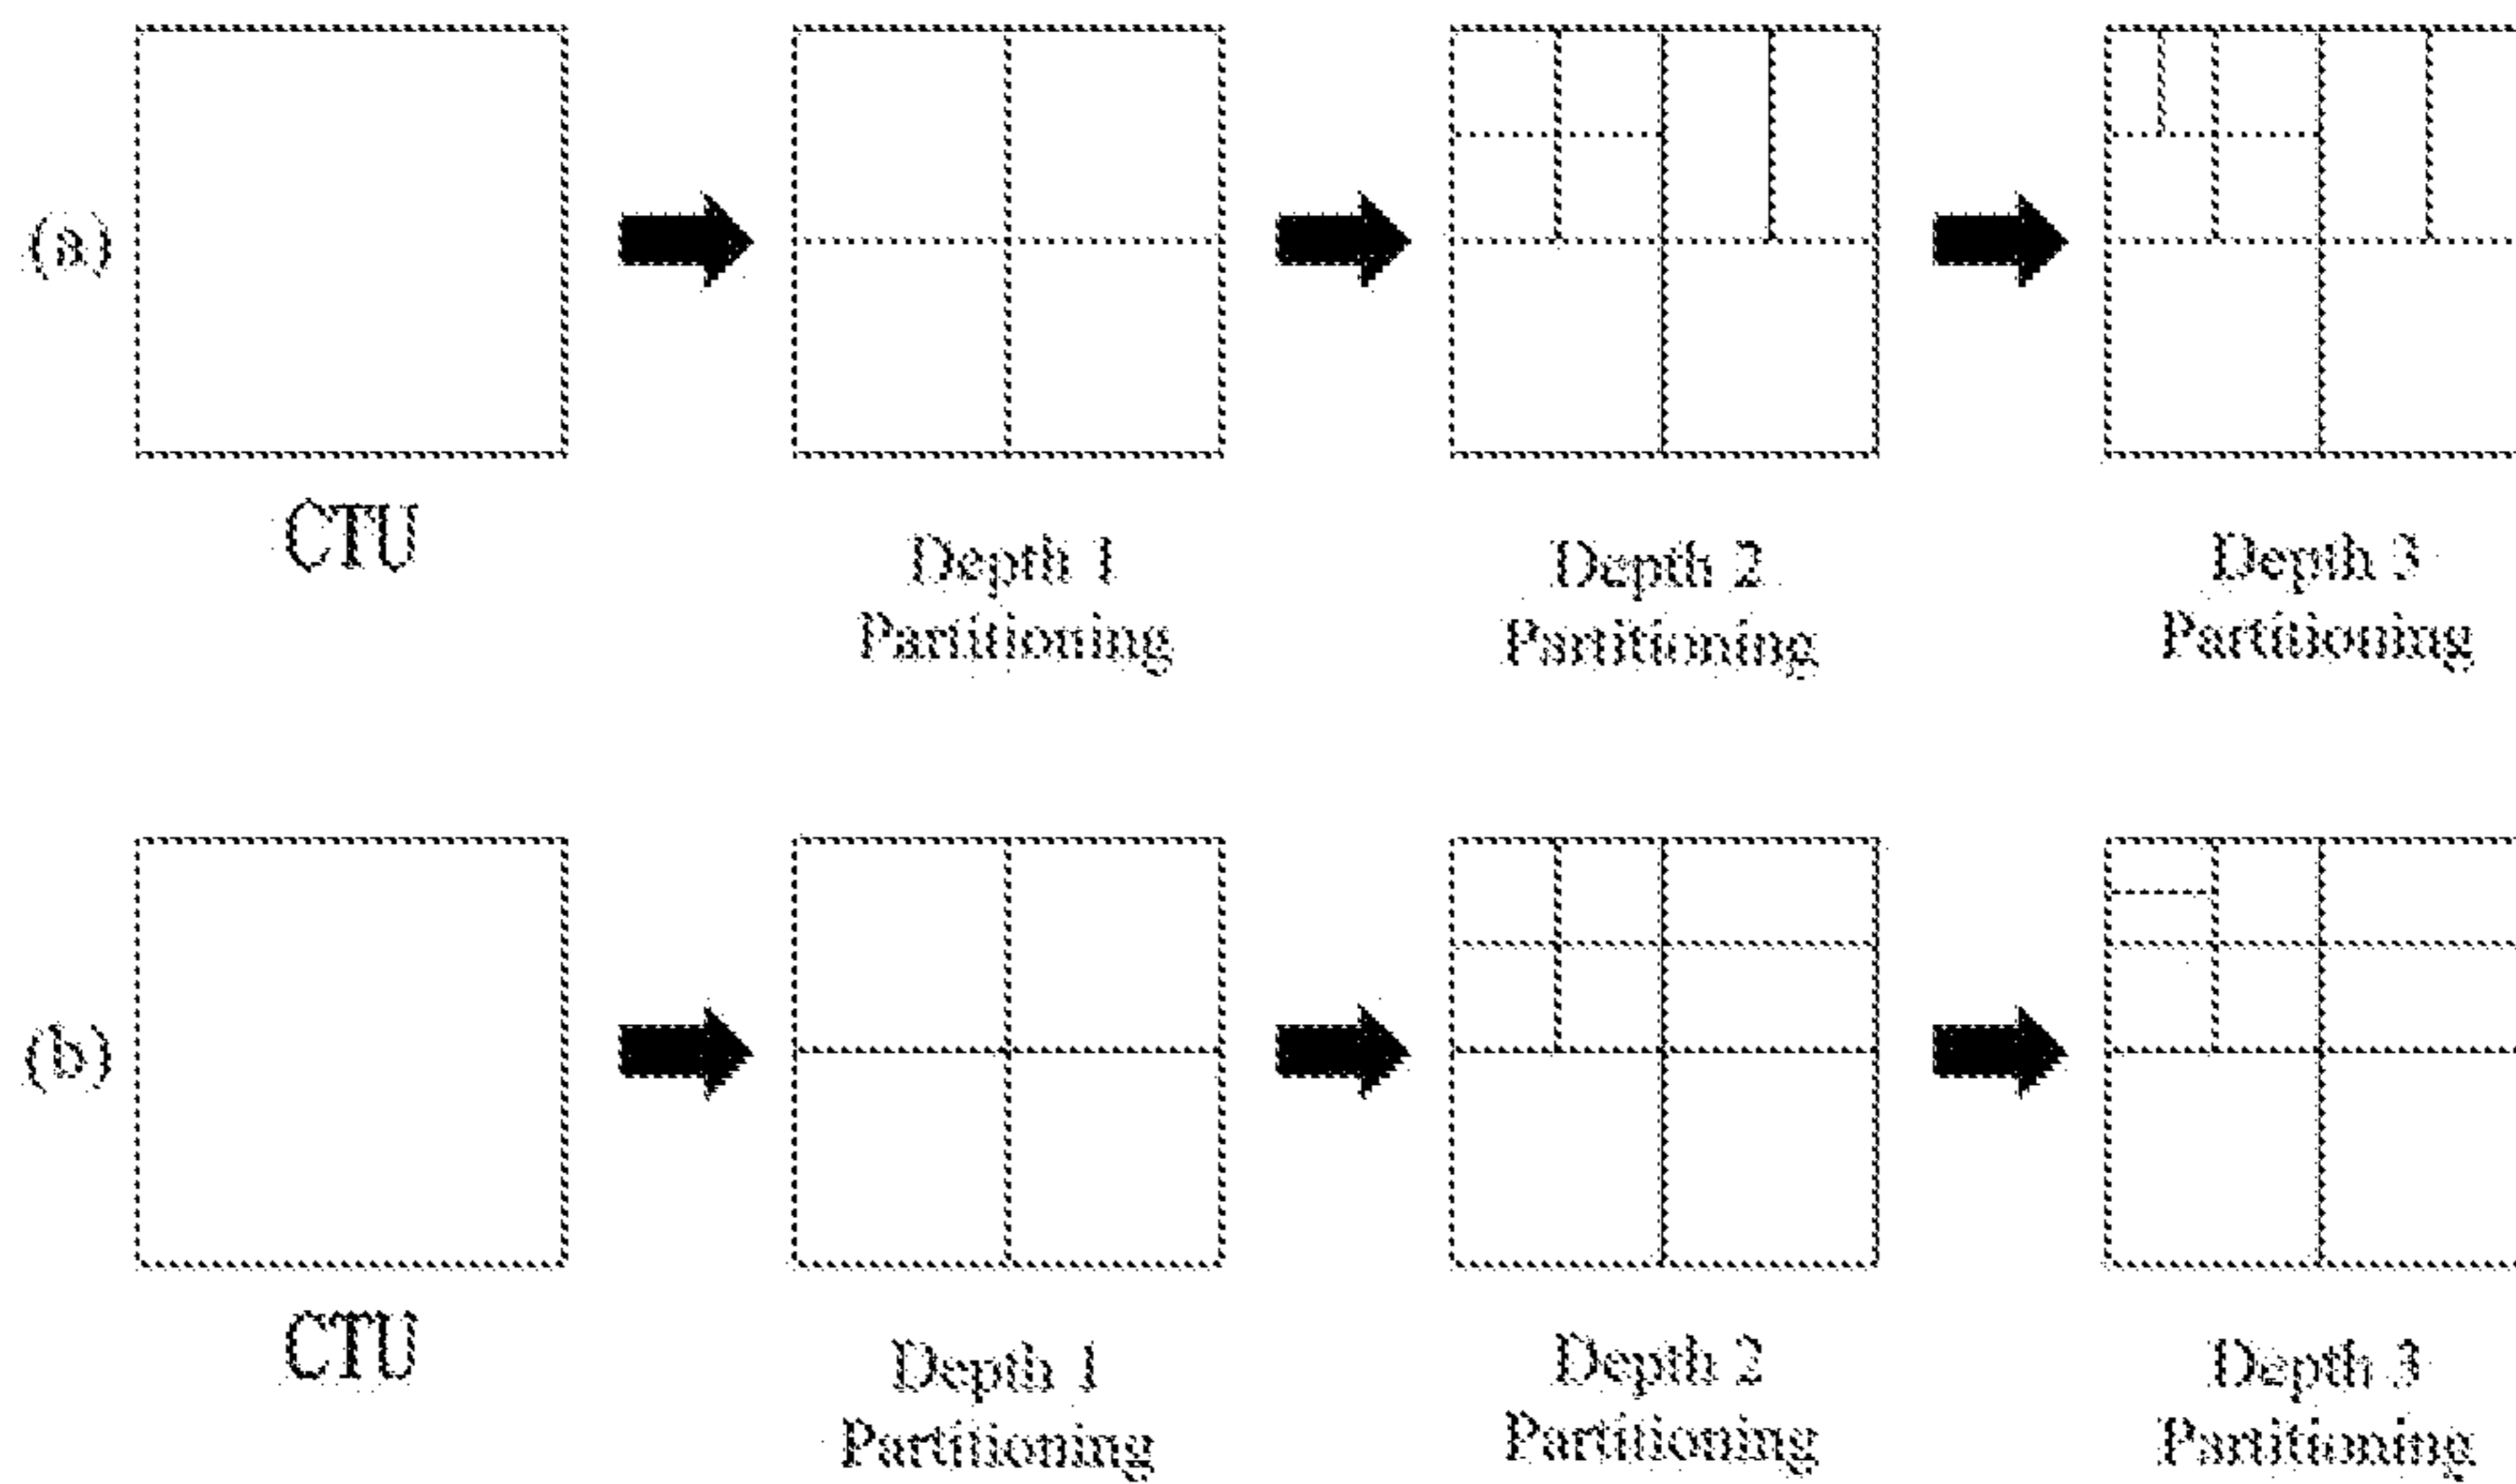 (a)
CTU
Depth 1
Partitioning
Depth 2
Partitioning
Depth 3
Partitioning
(b)
CTU
Depth 1
Partitioning
Depth 2
Partitioning
Depth 3
Partitioning